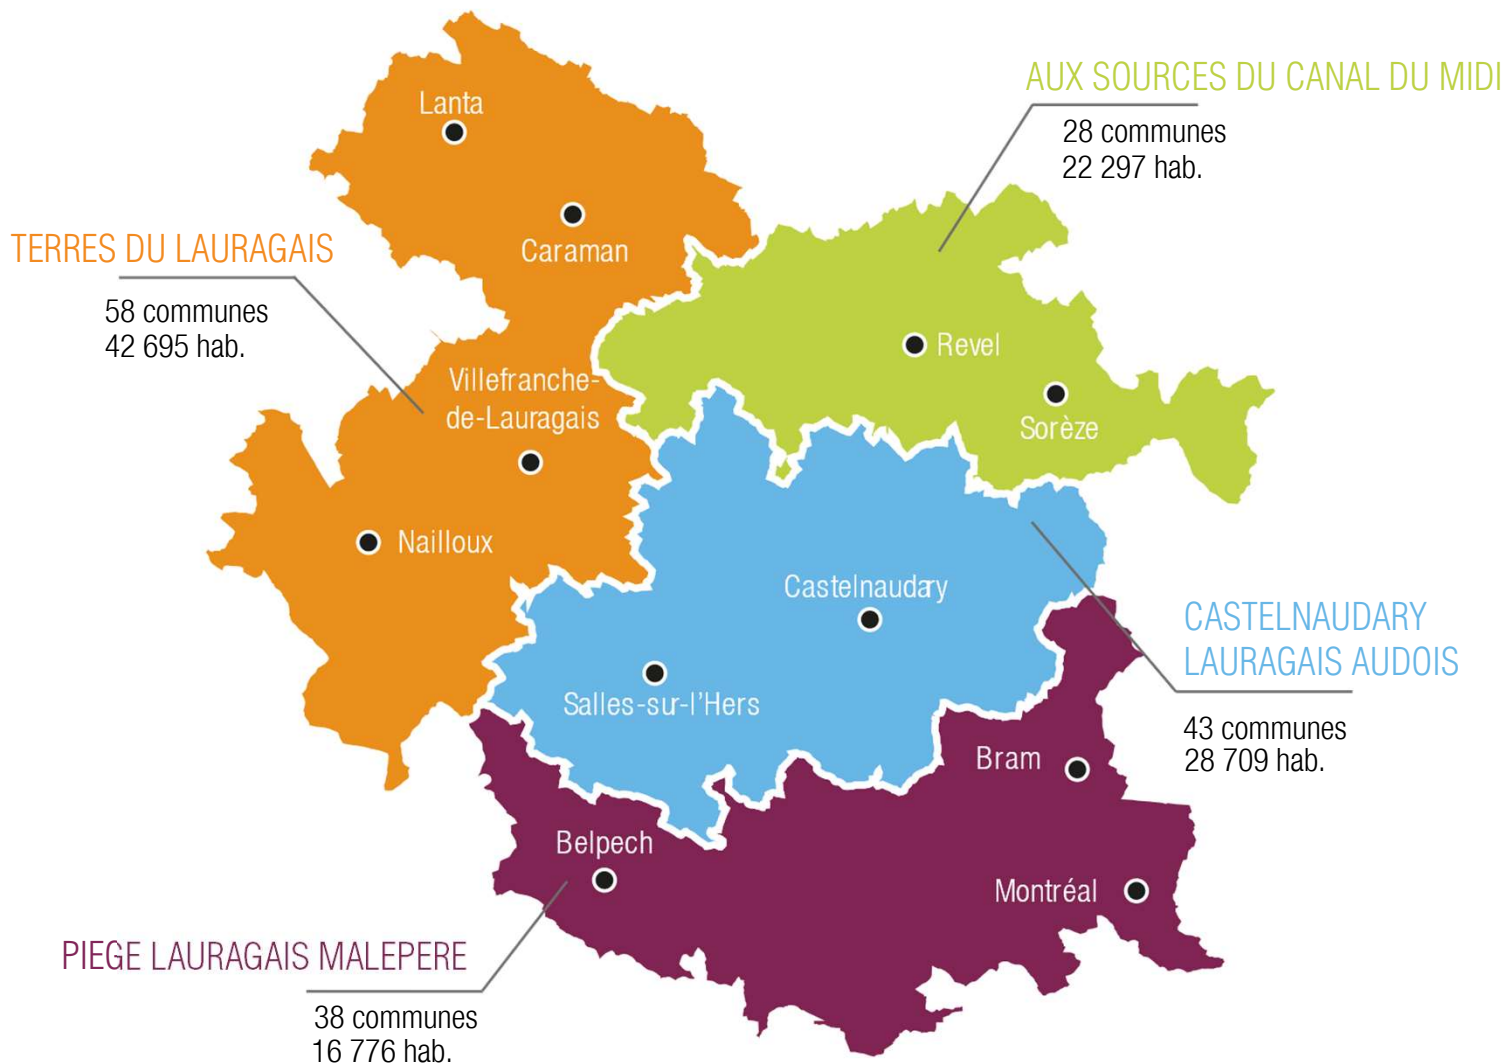 AUX SOURCES DU CANAL DU MIDI
28 communes
22 297 hab.
Lanta
Caraman
TERRES DU LAURAGAIS
58 communes
42 695 hab.
Revel
Villefranche-
de-Lauragais
Sorèze
Nailloux
Castelnaudary
CASTELNAUDARY
LAURAGAIS AUDOIS
43 communes
28 709 hab.
Salles-sur-l'Hers
Bram
Belpech
Montréal
PIEGE LAURAGAIS MALEPERE
38 communes
16 776 hab.